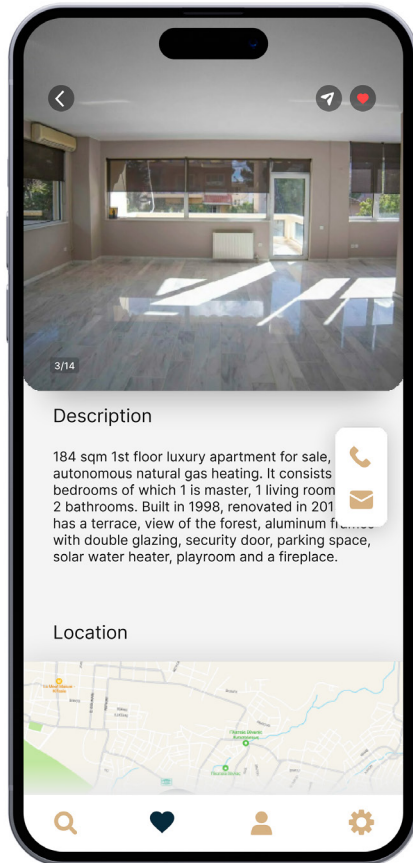 3/14
Description
184 sqm 1st floor luxury apartment for sale,
autonomous natural gas heating. It consists
bedrooms of which 1 is master, 1 living room
2 bathrooms. Built in 1998, renovated in 201
has a terrace, view of the forest, aluminum frames
with double glazing, security door, parking space,
solar water heater, playroom and a fireplace.
Location